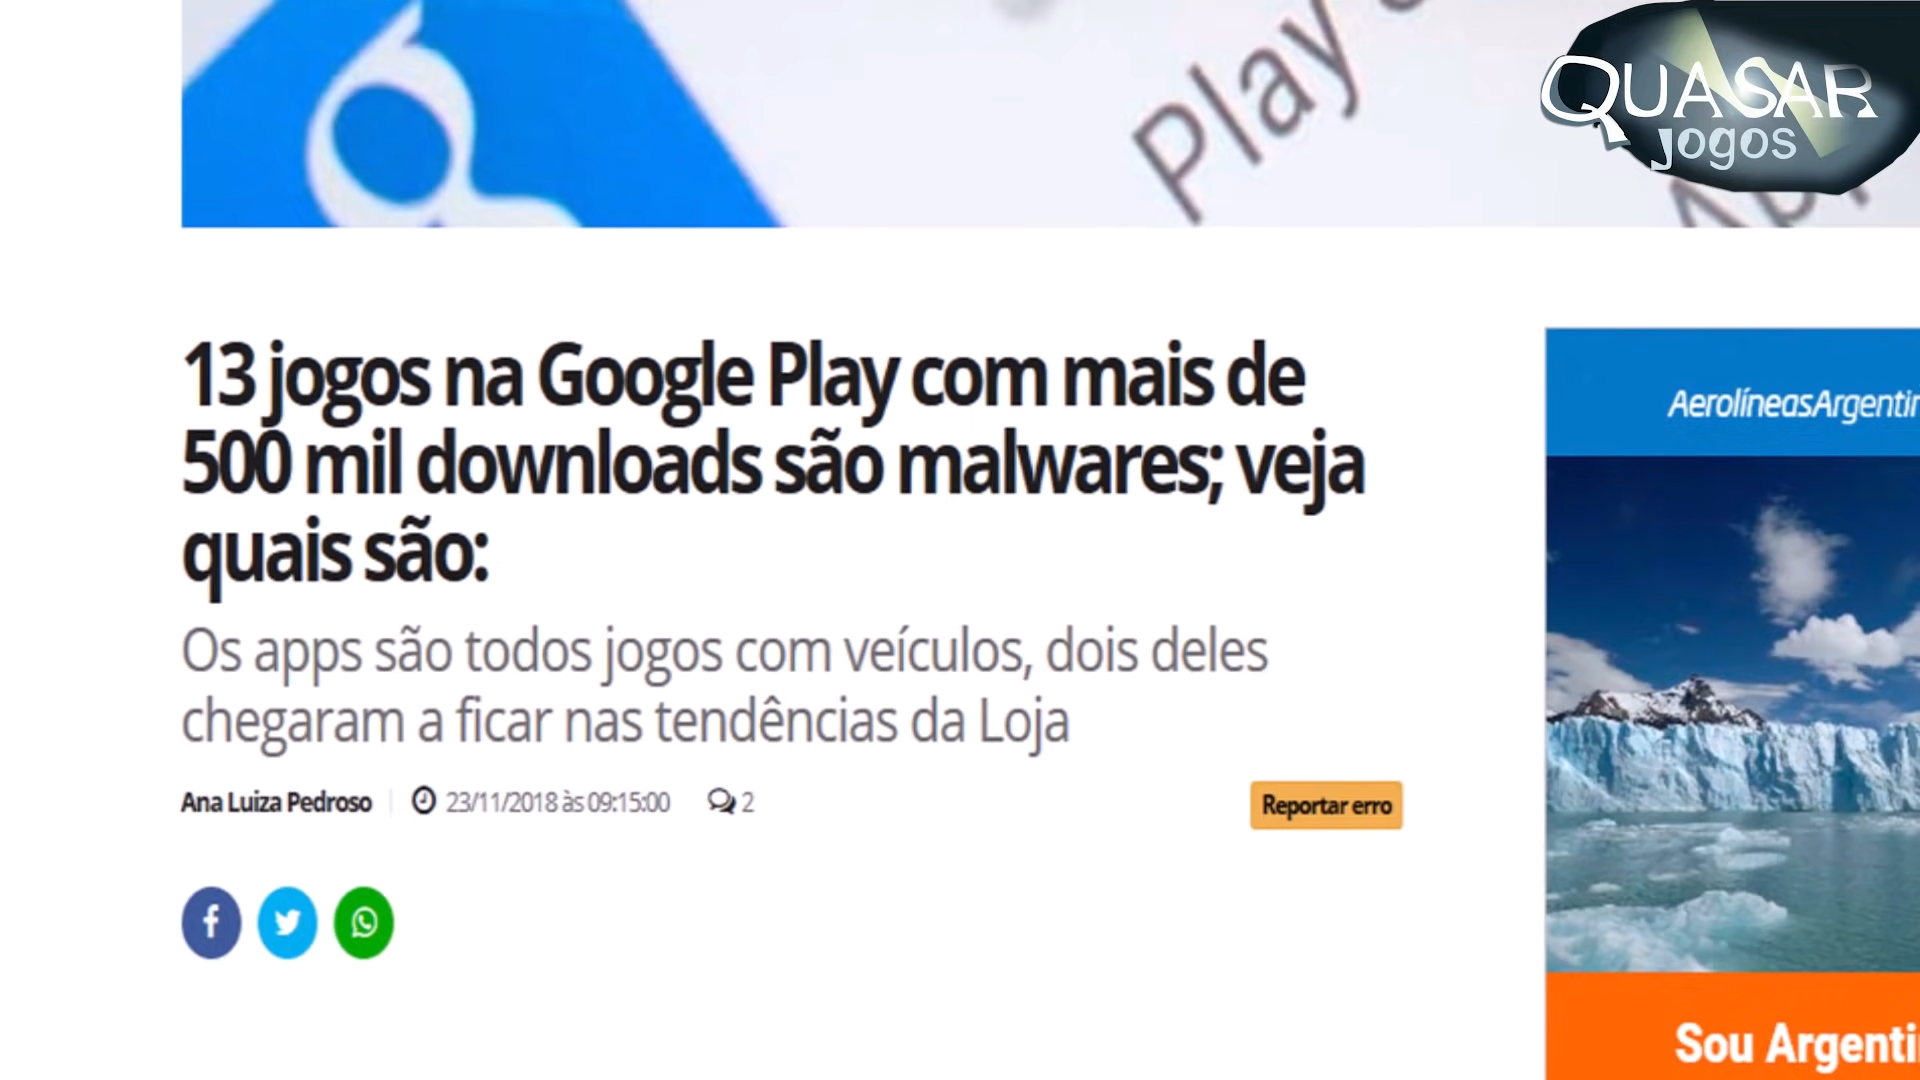 g
Play
QUASAR
jogos
13 jogos na Google Play com mais de
500 mil downloads são malwares; veja
quais são:
Os apps são todos jogos com veículos, dois deles
chegaram a ficar nas tendências da Loja
Ana Luiza Pedroso 23/11/2018 às 09:15:00 2
Reportar erro
AerolíneasArgentin
Sou Argenti